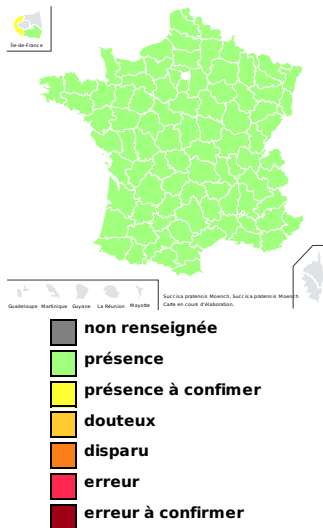 Île-de-France
Guadeloupe Martinique Guyane La Réunion Mayotte
Succisa pratensis Moench, Succisa pratensis Moench
Carte en cours d'élaboration.
non renseignée
présence
présence à confimer
douteux
disparu
erreur
erreur à confirmer